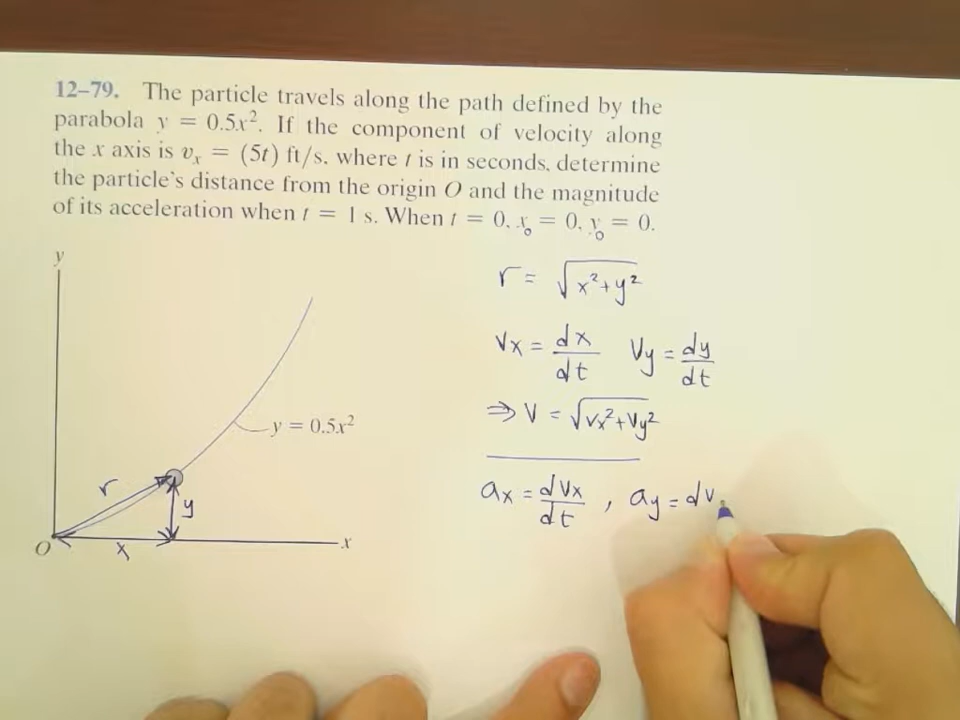 12–79. The particle travels along the path defined by the
parabola y = 0.5x². If the component of velocity along
the x axis is vₓ = (5t) ft/s, where t is in seconds, determine
the particle's distance from the origin O and the magnitude
of its acceleration when t = 1 s. When t = 0, x₀ = 0, y₀ = 0.
y
r = √(x²+y²)
Vx = dx/dt Vy = dy/dt
y = 0.5x²
⇒ V = √(Vx²+Vy²)
r
y
ax = dVx/dt , ay = dv
O
x
x